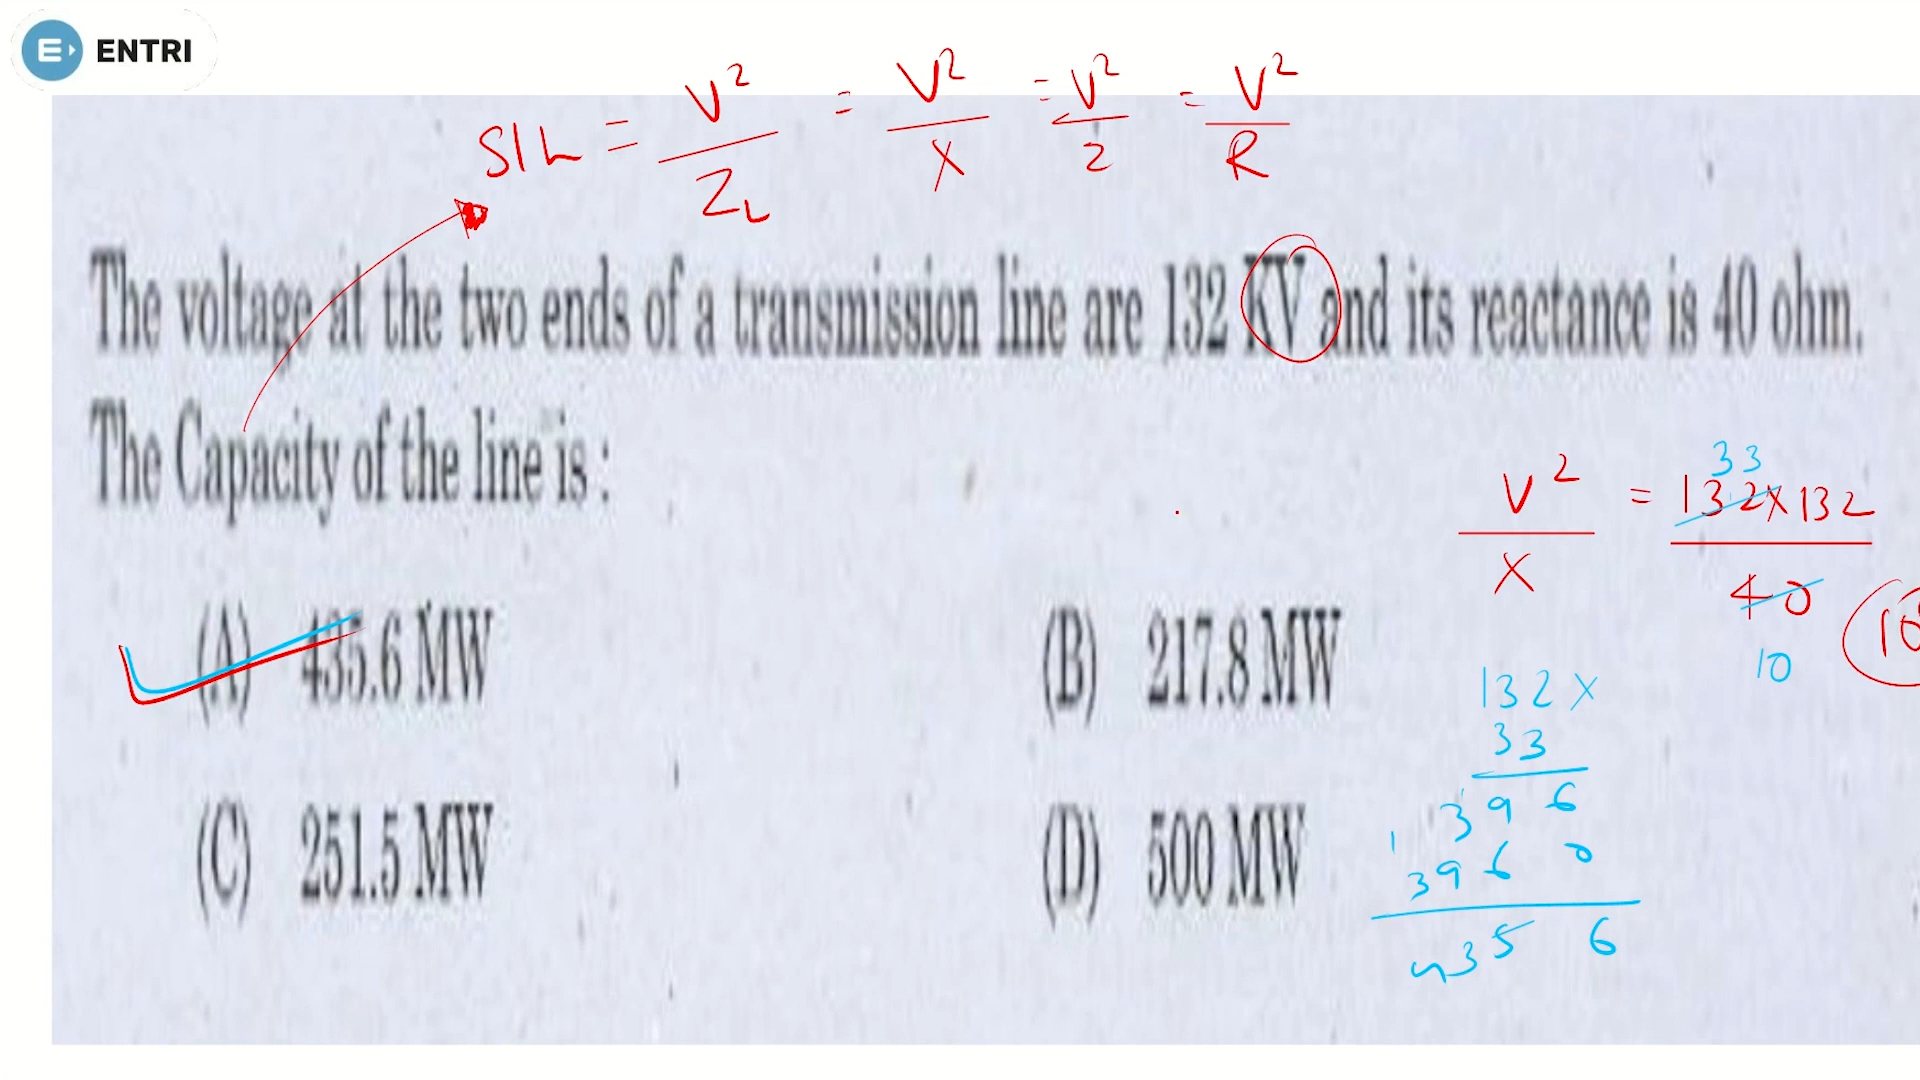 ENTRI
SIL = V²/Z_L = V²/X = V²/2 = V²/R
The voltage at the two ends of a transmission line are 132 KV and its reactance is 40 ohm.
The Capacity of the line is :
V²/X = 132x132/40
33
10
(A) 435.6 MW
(B) 217.8 MW
(C) 251.5 MW
(D) 500 MW
132 x
33
396
1
3960
4356